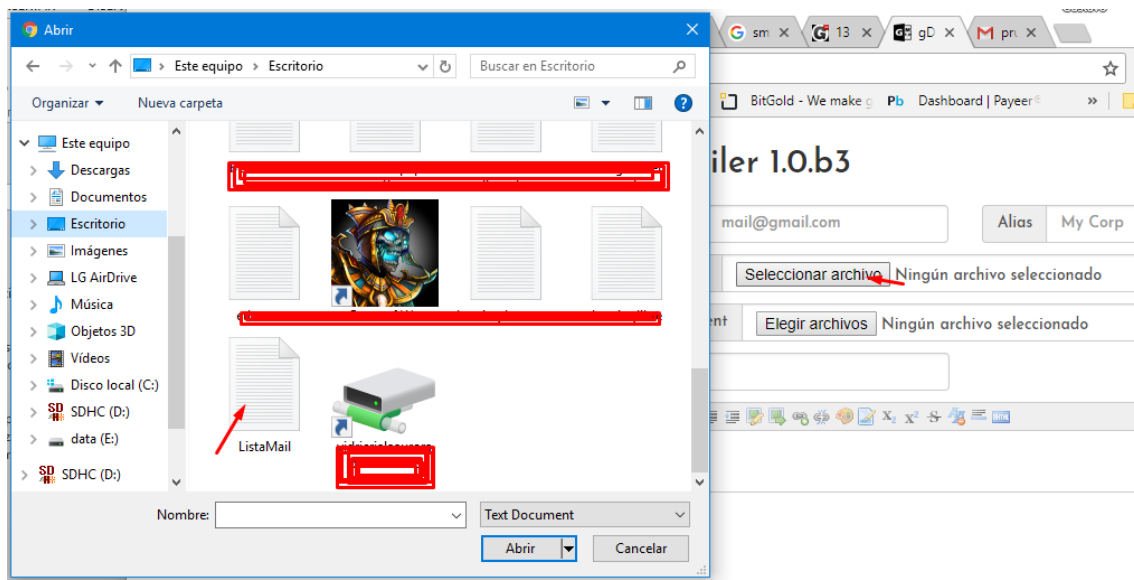 Abrir
sm
13
gD
M
Este equipo > Escritorio
Buscar en Escritorio
Organizar
Nueva carpeta
BitGold - We make g
Pb Dashboard | Payeer
Este equipo
Descargas
Documentos
Escritorio
Imágenes
LG AirDrive
Música
Objetos 3D
Vídeos
Disco local (C:)
SDHC (D:)
data (E:)
SDHC (D:)
ListaMail
iler 1.0.b3
mail@gmail.com
Alias
My Corp
Seleccionar archivo
Ningún archivo seleccionado
Elegir archivos
Ningún archivo seleccionado
Nombre:
Text Document
Abrir
Cancelar